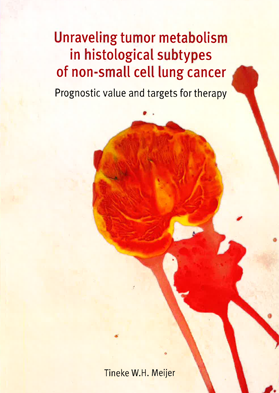 Unraveling tumor metabolism
in histological subtypes
of non-small cell lung cancer
Prognostic value and targets for therapy
Tineke W.H. Meijer